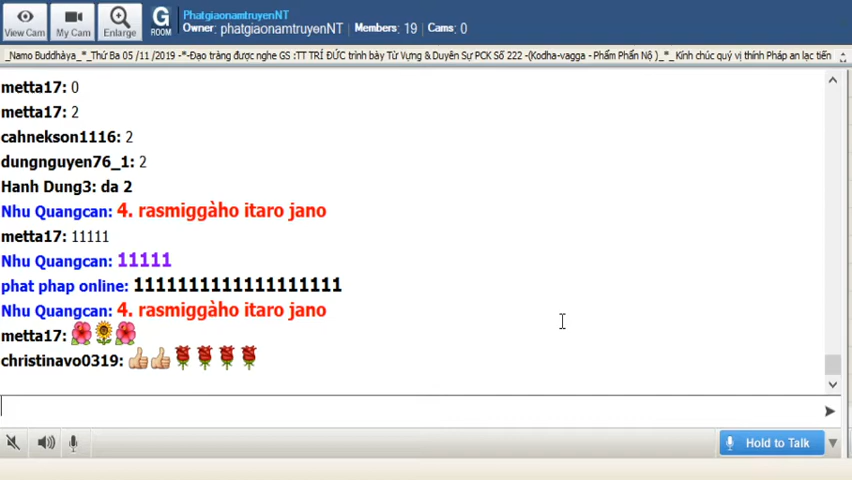 PhatgiaonamtruyenNT
Owner: phatgiaonamtruyenNT Members: 19 Cams: 0
View Cam My Cam Enlarge G ROOM
_Namo Buddhàya_*_Thứ Ba 05 /11 /2019 -*-Đạo tràng được nghe GS :TT TRÍ ĐỨC trình bày Từ Vựng & Duyên Sự PCK Số 222 -(Kodha-vagga - Phẩm Phẫn Nộ )_*_ Kính chúc quý vị thính Pháp an lạc tiến
metta17: 0
metta17: 2
cahnekson1116: 2
dungnguyen76_1: 2
Hanh Dung3: da 2
Nhu Quangcan: 4. rasmiggàho itaro jano
metta17: 11111
Nhu Quangcan: 11111
phat phap online: 1111111111111111111
Nhu Quangcan: 4. rasmiggàho itaro jano
metta17: 🌺🌻🌺
christinavo0319: 👍👍🌹🌹🌹🌹
Hold to Talk